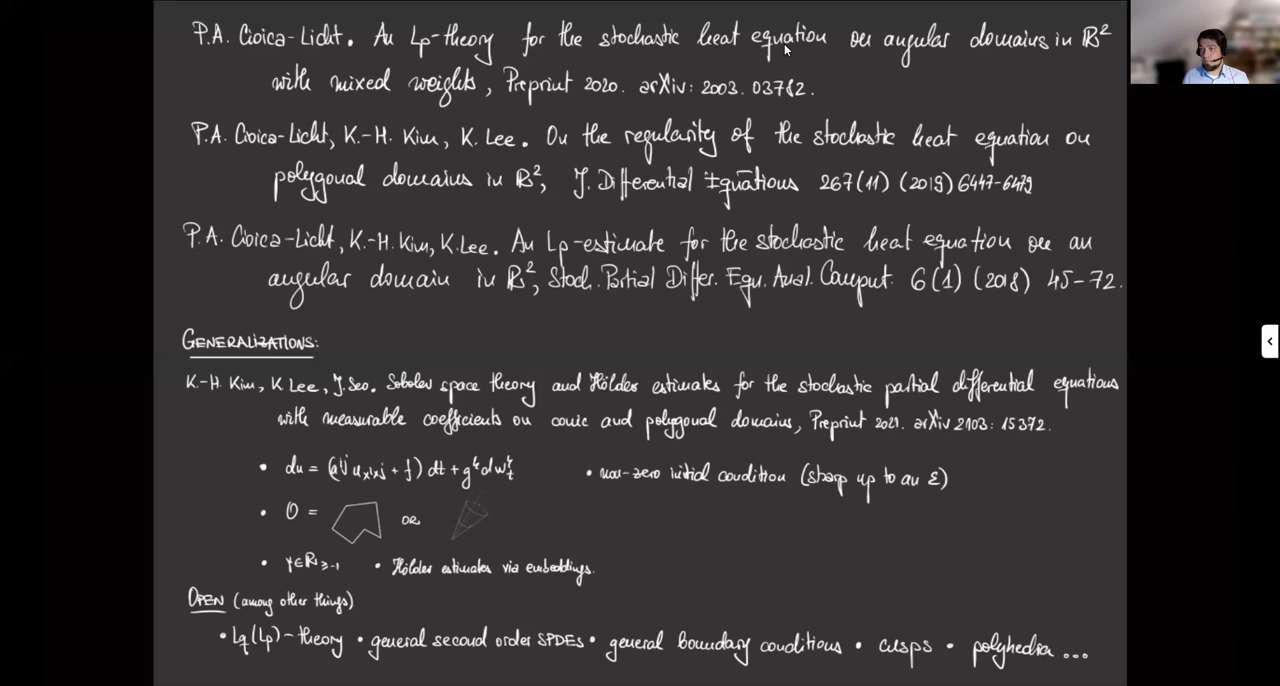 P.A. Cioica-Licht. An Lp-theory for the stochastic heat equation on angular domains in ℝ²
with mixed weights, Preprint 2020. arXiv: 2003.03782.
P.A. Cioica-Licht, K.-H. Kim, K. Lee. On the regularity of the stochastic heat equation on
polygonal domains in ℝ², J. Differential Equations 267(11) (2019) 6447-6479
P.A. Cioica-Licht, K.-H. Kim, K. Lee. An Lp-estimate for the stochastic heat equation on an
angular domain in ℝ², Stoch. Partial Differ. Equ. Anal. Comput. 6(1) (2018) 45-72.
GENERALIZATIONS:
K.-H. Kim, K Lee, J. Seo. Sobolev space theory and Hölder estimates for the stochastic partial differential equations
with measurable coefficients on conic and polygonal domains, Preprint 2021. arXiv 2103.15372.
• du = (a^{ij} u_{x^i x^j} + f) dt + g^k dw_t^k • non-zero initial condition (sharp up to an ε)
• O = OR
• γ∈ℝ_{≥-1} • Hölder estimates via embeddings.
OPEN (among other things)
• Lq(Lp)-theory • general second order SPDEs • general boundary conditions • cusps • polyhedra ...